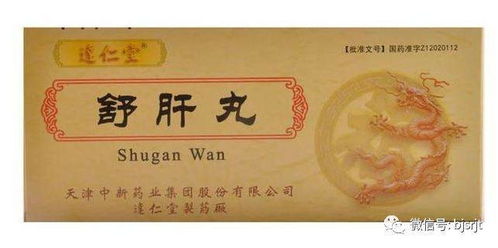 達仁堂®
【批准文号】国药准字Z12020112
舒肝丸
Shugan Wan
天津中新药业集团股份有限公司
達仁堂製药厰
微信号: bjsrjt